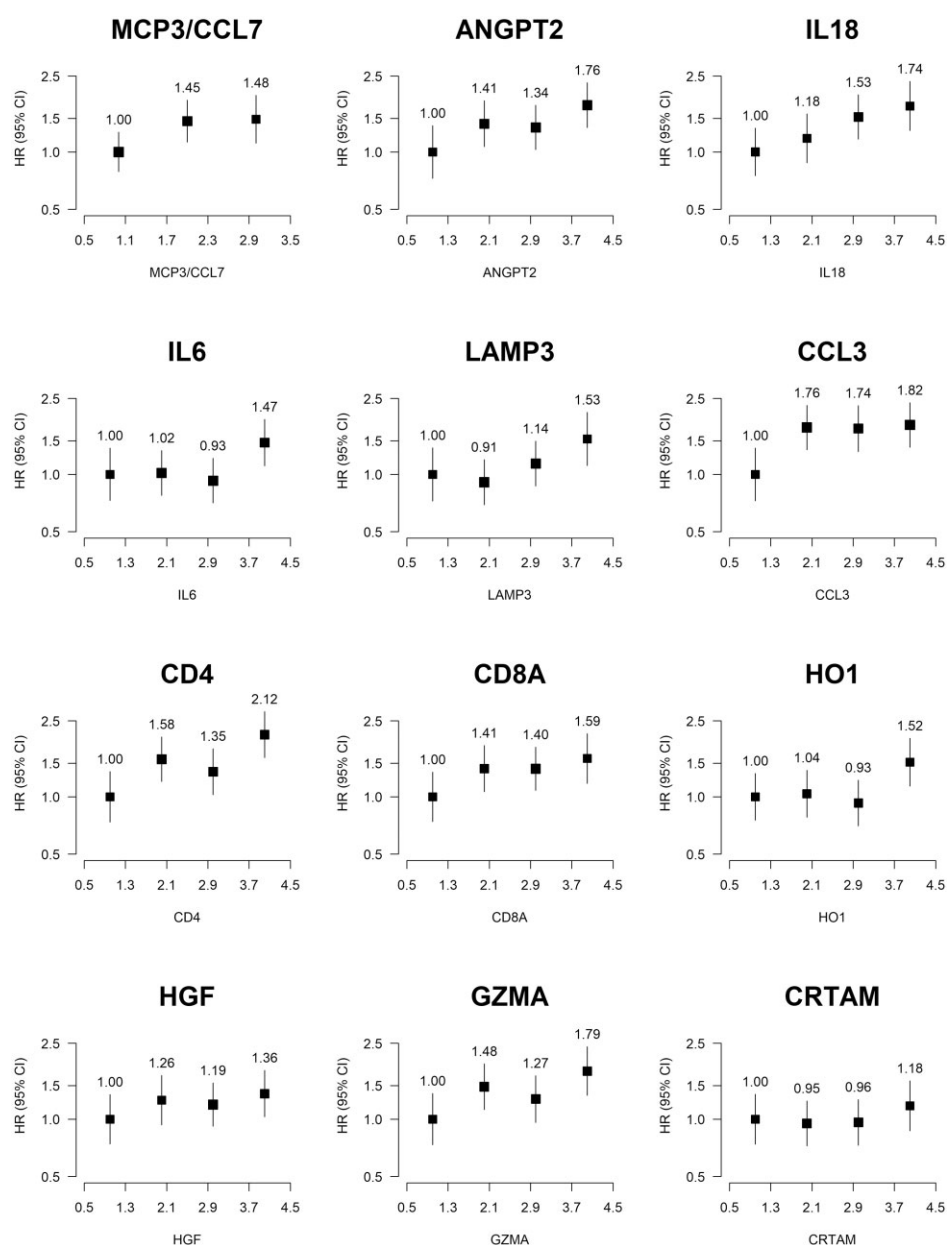 MCP3/CCL7 ANGPT2 IL18
2.5 1.00 1.45 1.48 2.5 1.00 1.41 1.34 1.76 2.5 1.00 1.18 1.53 1.74
HR (95% CI) 1.5 HR (95% CI) 1.5 HR (95% CI) 1.5
1.0 1.0 1.0
0.5 0.5 0.5
0.5 1.1 1.7 2.3 2.9 3.5 0.5 1.3 2.1 2.9 3.7 4.5 0.5 1.3 2.1 2.9 3.7 4.5
MCP3/CCL7 ANGPT2 IL18
IL6 LAMP3 CCL3
2.5 1.00 1.02 0.93 1.47 2.5 1.00 0.91 1.14 1.53 2.5 1.00 1.76 1.74 1.82
HR (95% CI) 1.5 HR (95% CI) 1.5 HR (95% CI) 1.5
1.0 1.0 1.0
0.5 0.5 0.5
0.5 1.3 2.1 2.9 3.7 4.5 0.5 1.3 2.1 2.9 3.7 4.5 0.5 1.3 2.1 2.9 3.7 4.5
IL6 LAMP3 CCL3
CD4 CD8A HO1
2.5 1.00 1.58 1.35 2.12 2.5 1.00 1.41 1.40 1.59 2.5 1.00 1.04 0.93 1.52
HR (95% CI) 1.5 HR (95% CI) 1.5 HR (95% CI) 1.5
1.0 1.0 1.0
0.5 0.5 0.5
0.5 1.3 2.1 2.9 3.7 4.5 0.5 1.3 2.1 2.9 3.7 4.5 0.5 1.3 2.1 2.9 3.7 4.5
CD4 CD8A HO1
HGF GZMA CRTAM
2.5 1.00 1.26 1.19 1.36 2.5 1.00 1.48 1.27 1.79 2.5 1.00 0.95 0.96 1.18
HR (95% CI) 1.5 HR (95% CI) 1.5 HR (95% CI) 1.5
1.0 1.0 1.0
0.5 0.5 0.5
0.5 1.3 2.1 2.9 3.7 4.5 0.5 1.3 2.1 2.9 3.7 4.5 0.5 1.3 2.1 2.9 3.7 4.5
HGF GZMA CRTAM